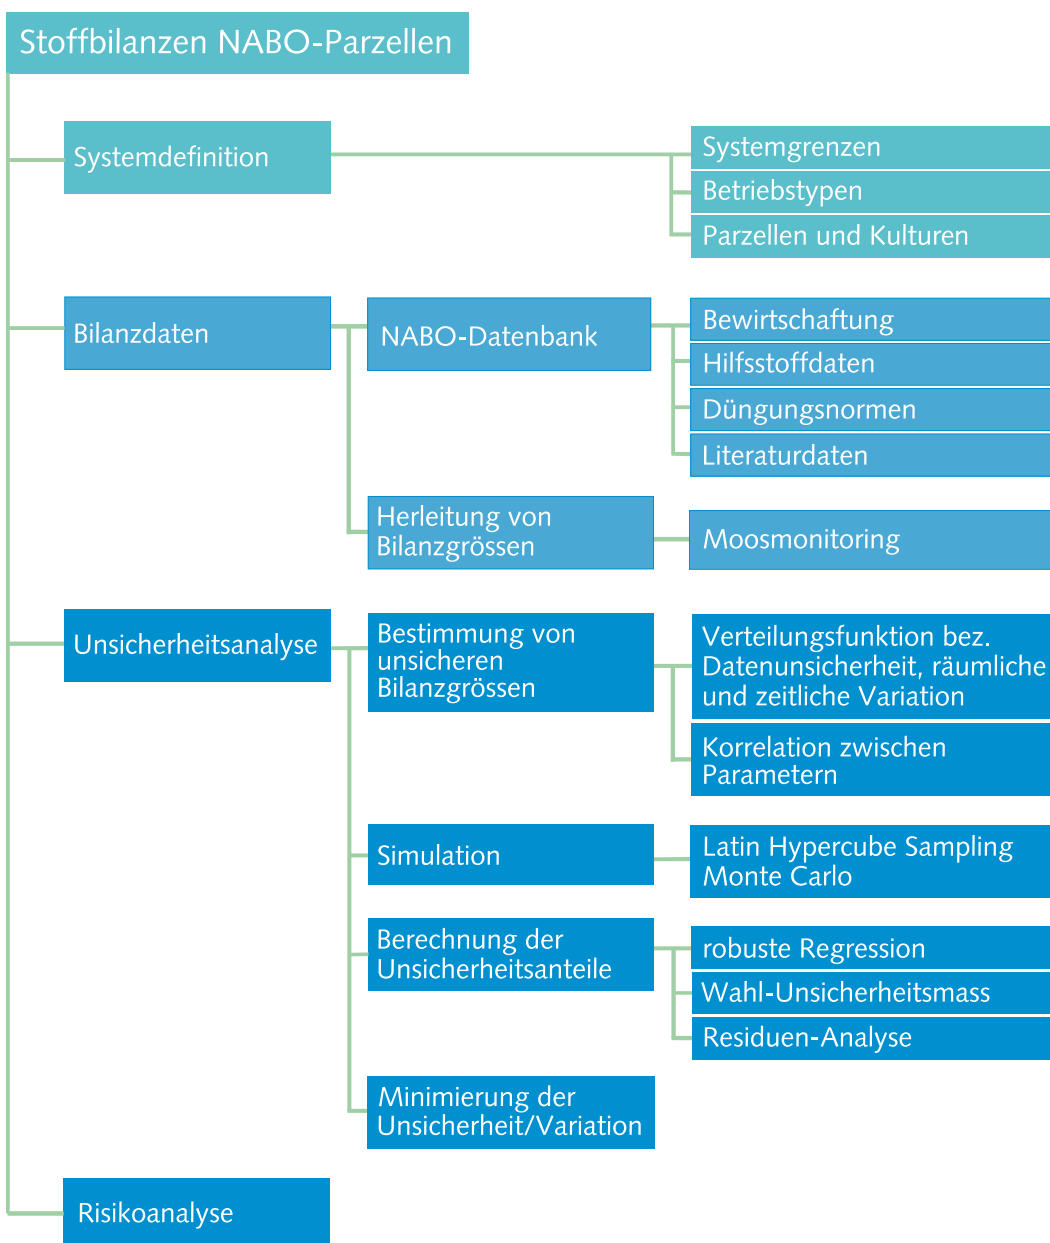 Stoffbilanzen NABO-Parzellen
Systemdefinition
Systemgrenzen
Betriebstypen
Parzellen und Kulturen
Bilanzdaten
NABO-Datenbank
Bewirtschaftung
Hilfsstoffdaten
Düngungsnormen
Literaturdaten
Herleitung von
Bilanzgrössen
Moosmonitoring
Unsicherheitsanalyse
Bestimmung von
unsicheren
Bilanzgrössen
Verteilungsfunktion bez.
Datenunsicherheit, räumliche
und zeitliche Variation
Korrelation zwischen
Parametern
Simulation
Latin Hypercube Sampling
Monte Carlo
Berechnung der
Unsicherheitsanteile
robuste Regression
Wahl-Unsicherheitsmass
Residuen-Analyse
Minimierung der
Unsicherheit/Variation
Risikoanalyse